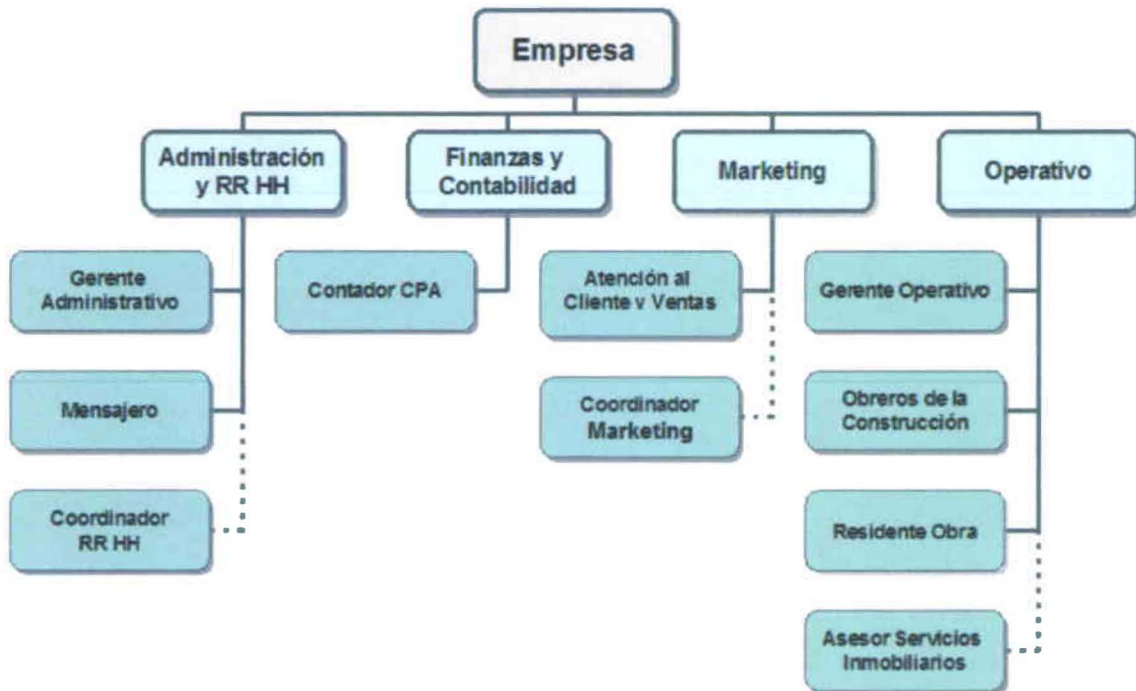 Empresa
Administración
y RR HH
Finanzas y
Contabilidad
Marketing
Operativo
Gerente
Administrativo
Contador CPA
Atención al
Cliente y Ventas
Gerente Operativo
Mensajero
Coordinador
Marketing
Obreros de la
Construcción
Coordinador
RR HH
Residente Obra
Asesor Servicios
Inmobiliarios